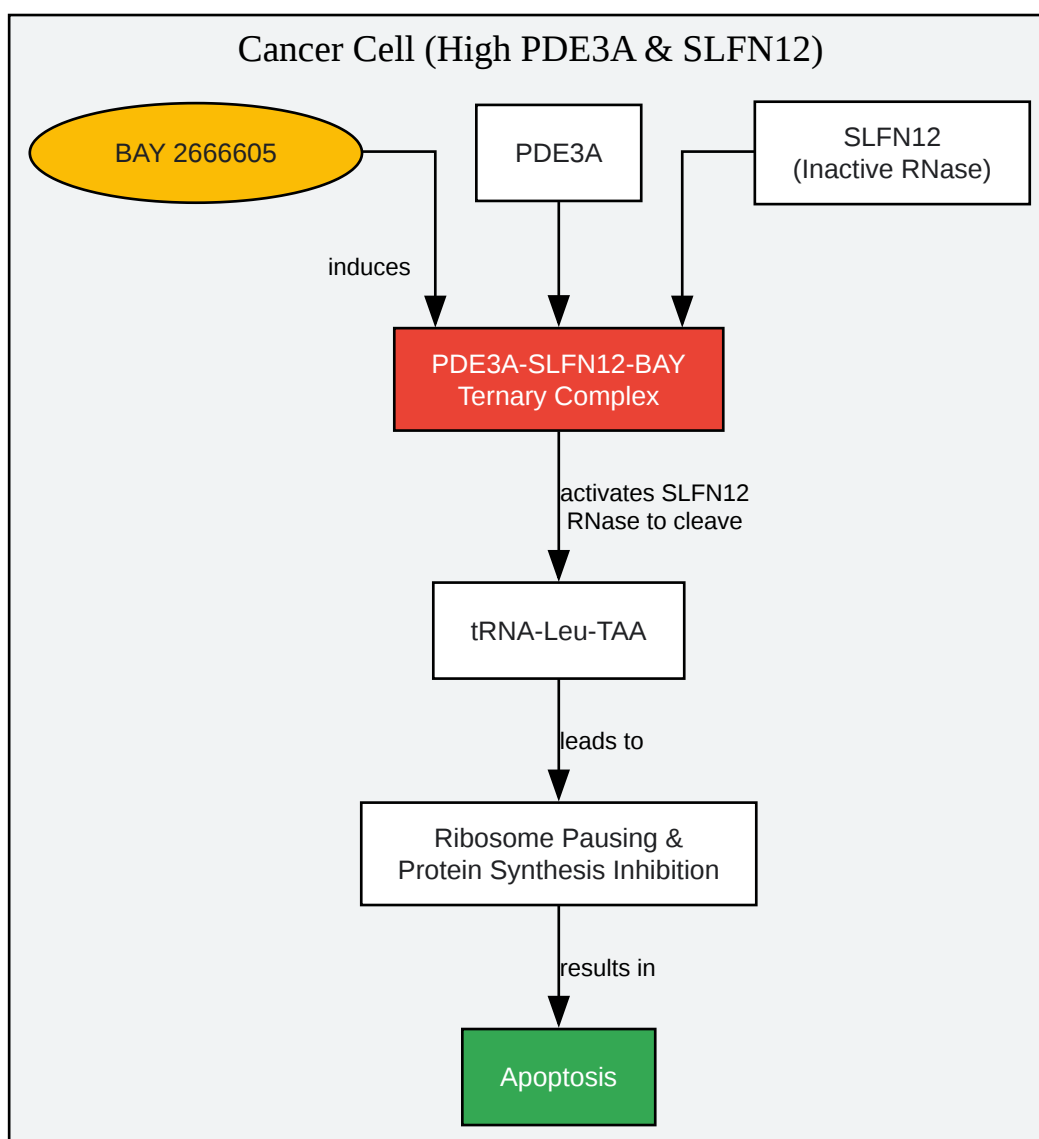 Cancer Cell (High PDE3A & SLFN12)
BAY 2666605
PDE3A
SLFN12
(Inactive RNase)
induces
PDE3A-SLFN12-BAY
Ternary Complex
activates SLFN12
RNase to cleave
tRNA-Leu-TAA
leads to
Ribosome Pausing &
Protein Synthesis Inhibition
results in
Apoptosis